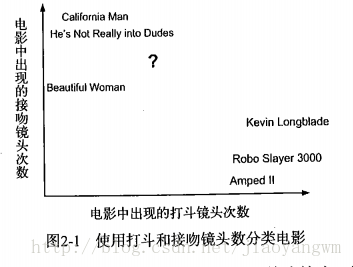 California Man
He's Not Really into Dudes
?
Beautiful Woman
Kevin Longblade
Robo Slayer 3000
Amped II
电影中出现的接吻镜头次数
电影中出现的打斗镜头次数
图2-1 使用打斗和接吻镜头数分类电影
http://blog.csdn.net/jiaoyangwm